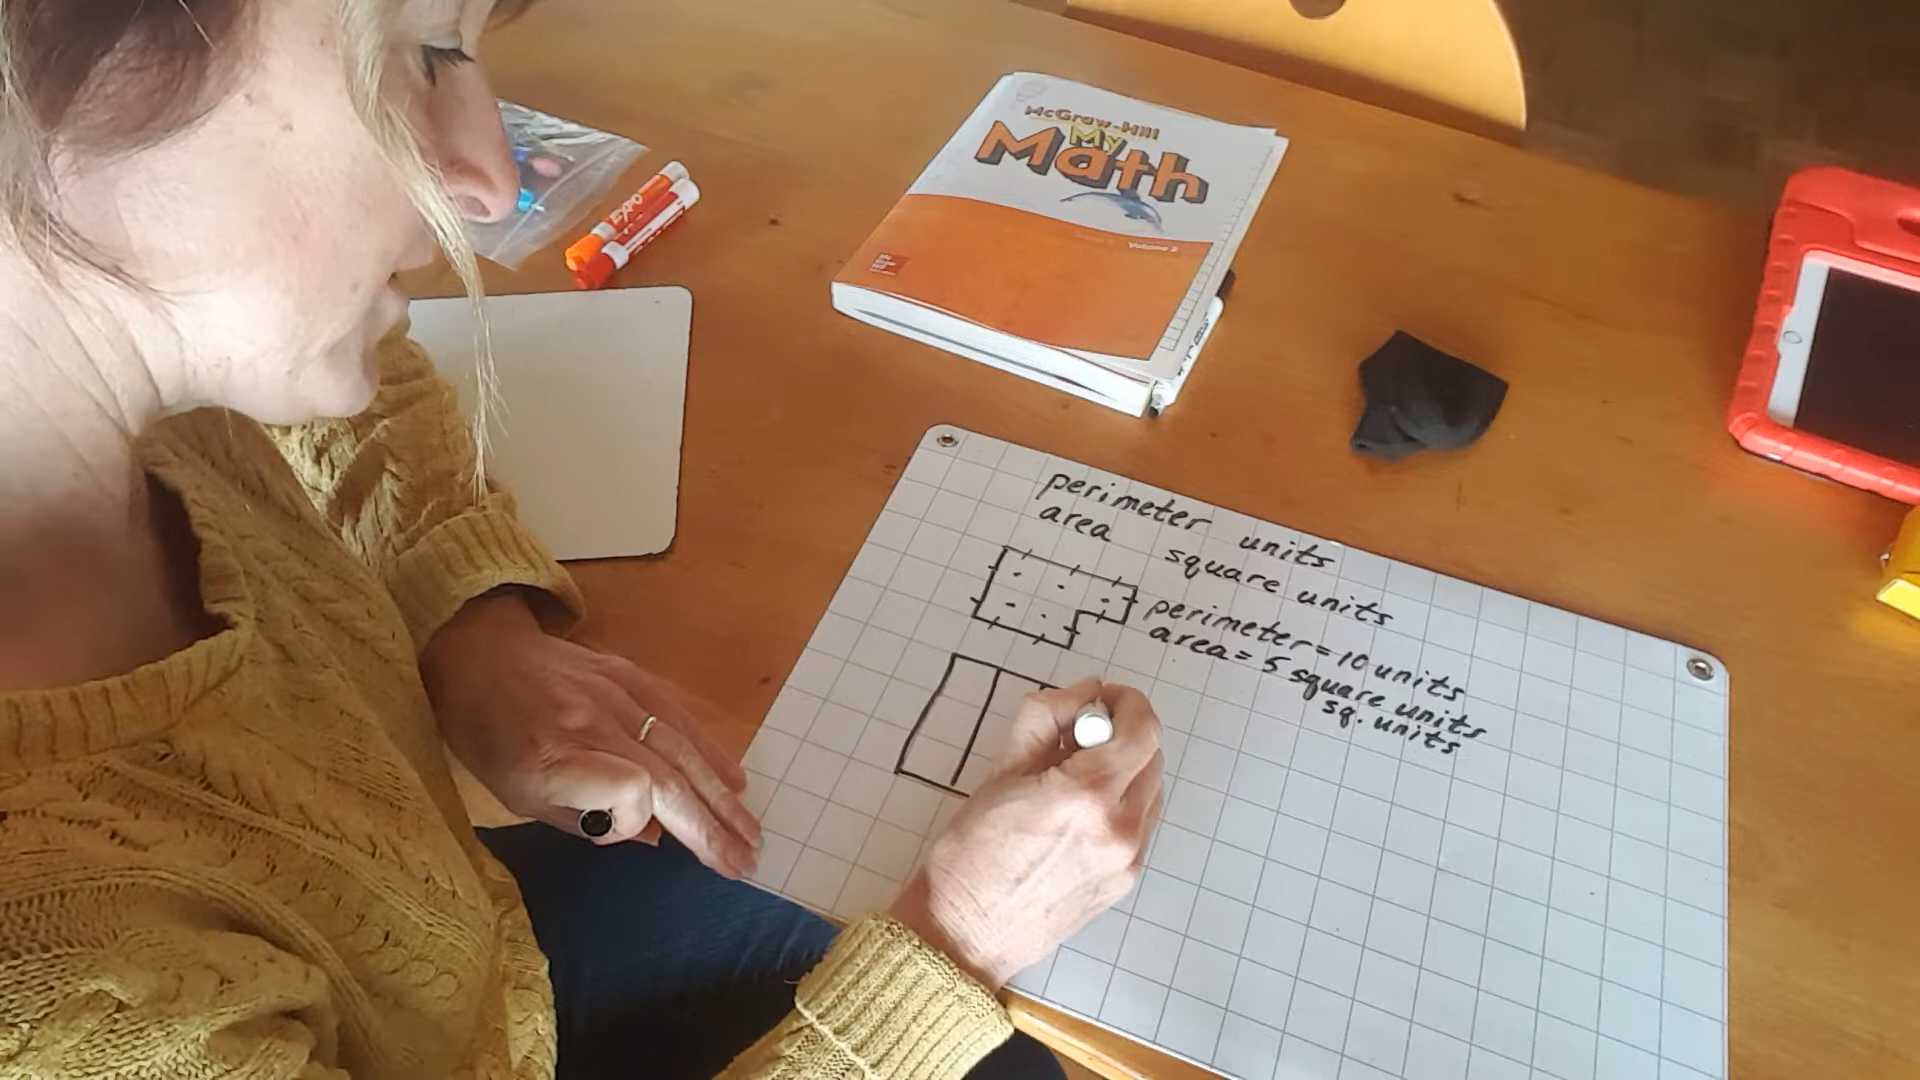 McGraw-Hill
My
Math
Volume 2
EXPO
perimeter units
area square units
perimeter = 10 units
area = 5 square units
sq. units